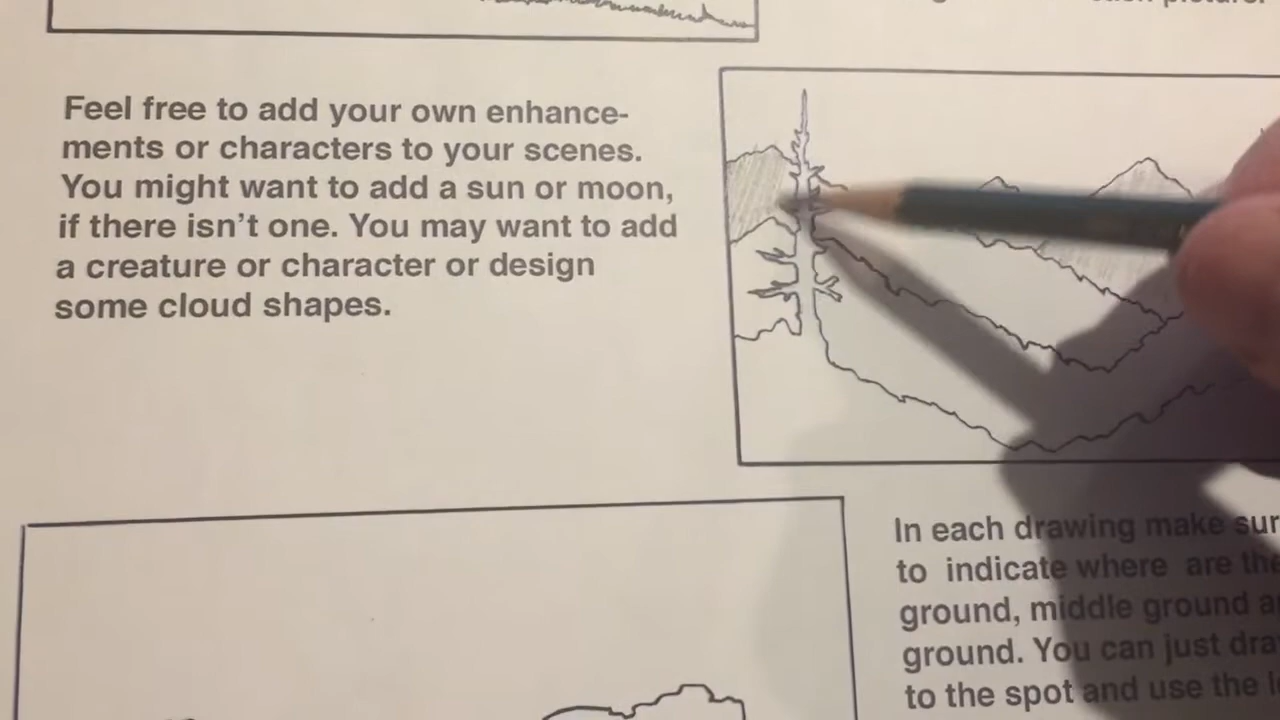 picture.
Feel free to add your own enhance-
ments or characters to your scenes.
You might want to add a sun or moon,
if there isn't one. You may want to add
a creature or character or design
some cloud shapes.
In each drawing make sur
to indicate where are the
ground, middle ground a
ground. You can just dra
to the spot and use the